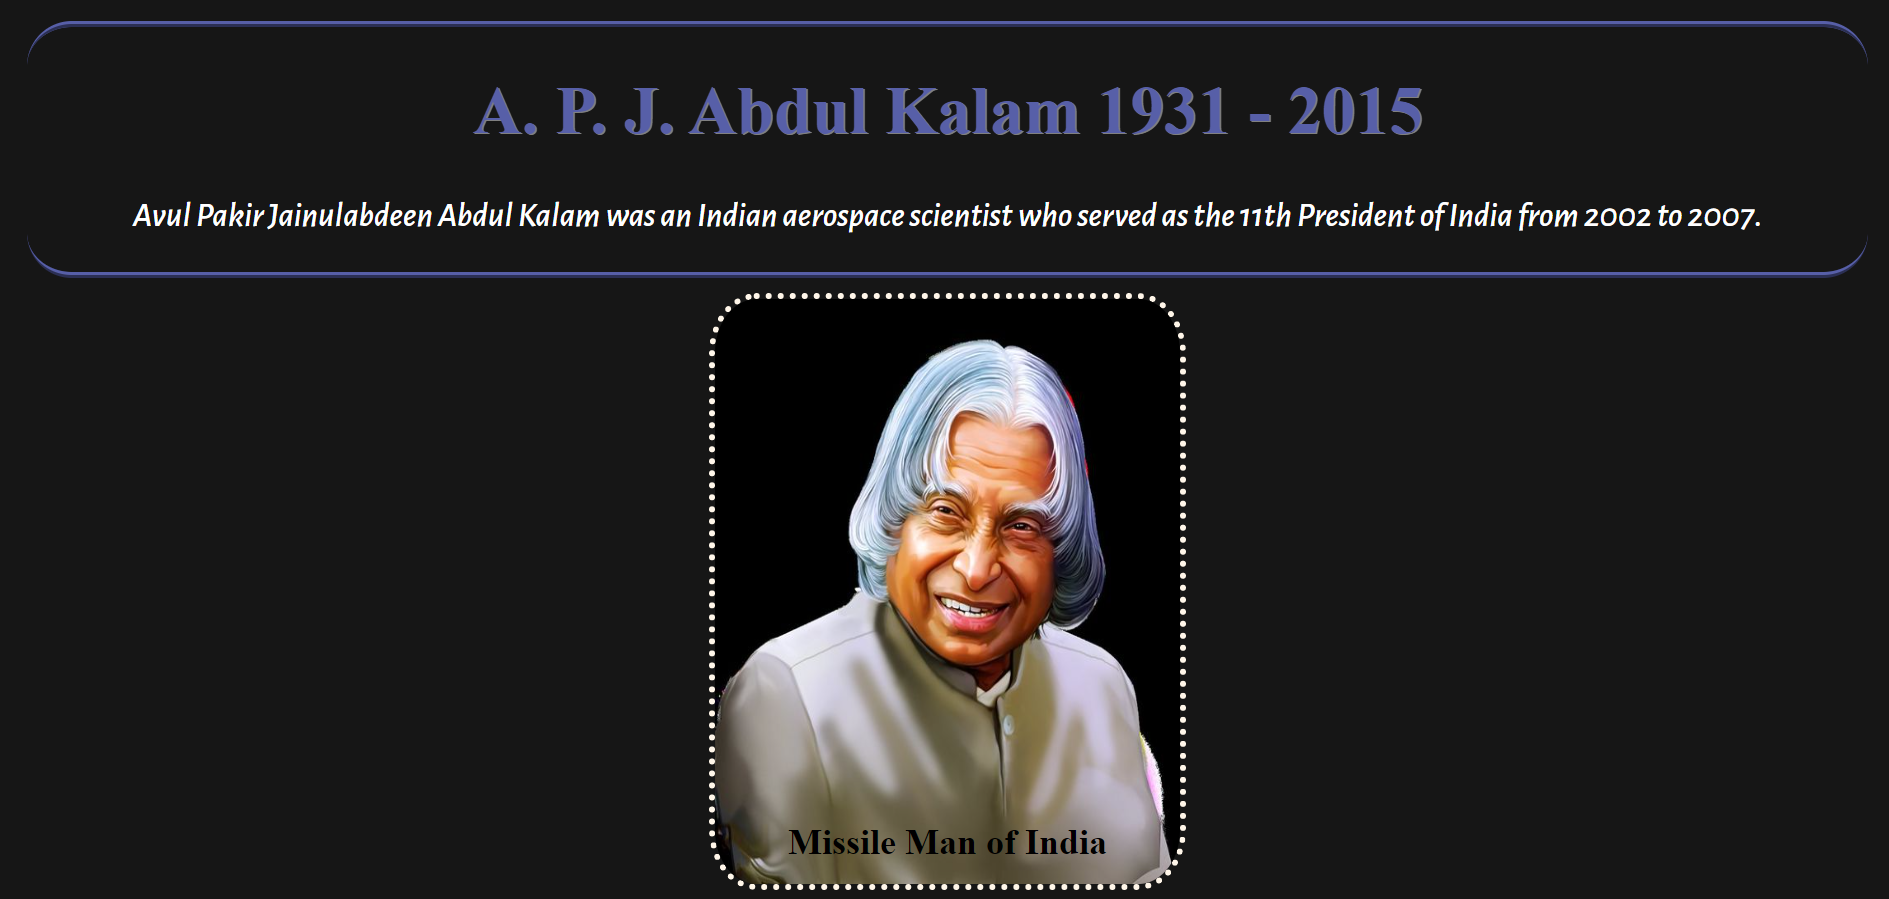 A. P. J. Abdul Kalam 1931 - 2015
Avul Pakir Jainulabdeen Abdul Kalam was an Indian aerospace scientist who served as the 11th President of India from 2002 to 2007.
Missile Man of India